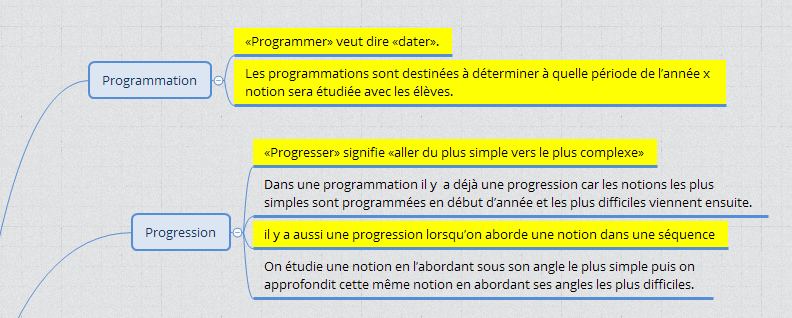 «Programmer» veut dire «dater».
Programmation
Les programmations sont destinées à déterminer à quelle période de l'année x
notion sera étudiée avec les élèves.
«Progresser» signifie «aller du plus simple vers le plus complexe»
Dans une programmation il y  a déjà une progression car les notions les plus
simples sont programmées en début d'année et les plus difficiles viennent ensuite.
Progression
il y a aussi une progression lorsqu'on aborde une notion dans une séquence
On étudie une notion en l'abordant sous son angle le plus simple puis on
approfondit cette même notion en abordant ses angles les plus difficiles.